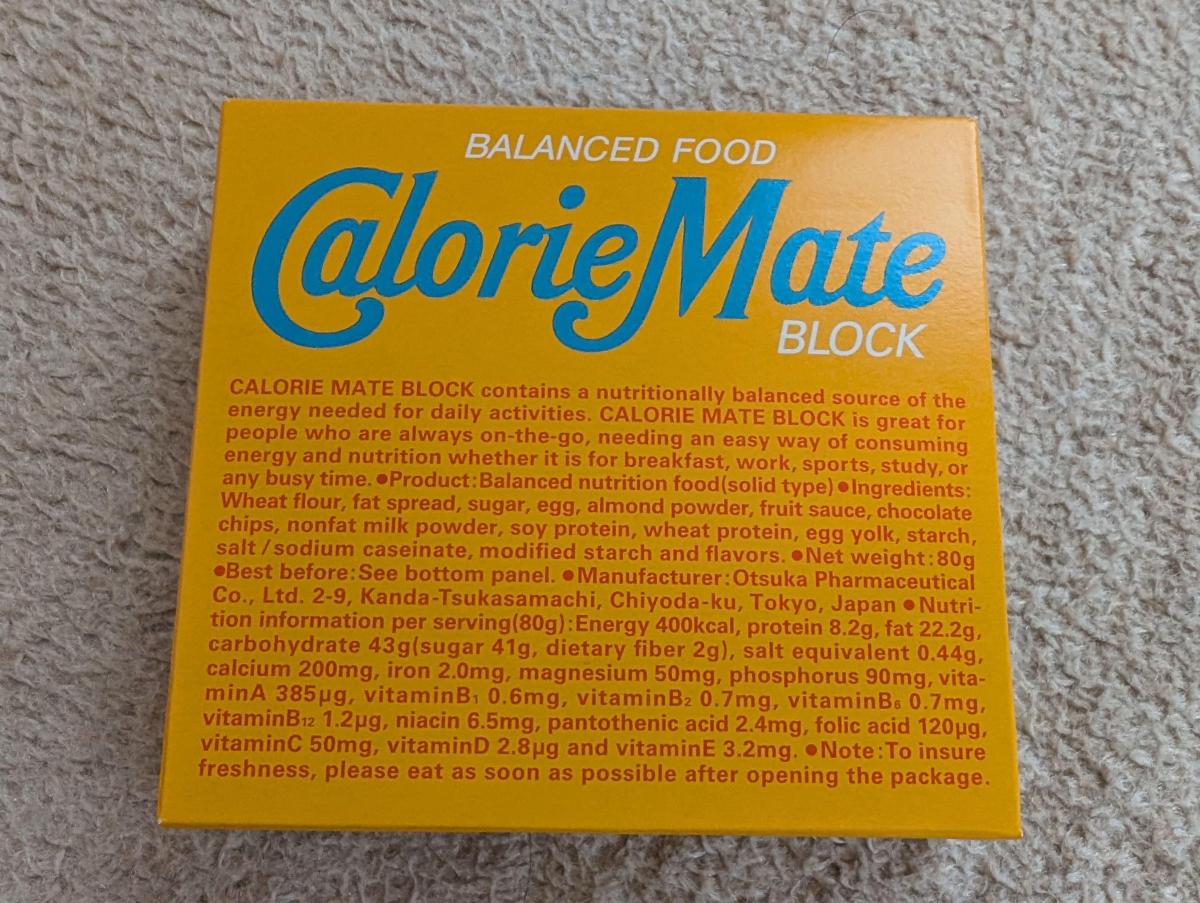 BALANCED FOOD
CalorieMate
BLOCK
CALORIE MATE BLOCK contains a nutritionally balanced source of the
energy needed for daily activities. CALORIE MATE BLOCK is great for
people who are always on-the-go, needing an easy way of consuming
energy and nutrition whether it is for breakfast, work, sports, study, or
any busy time. ●Product:Balanced nutrition food(solid type)●Ingredients:
Wheat flour, fat spread, sugar, egg, almond powder, fruit sauce, chocolate
chips, nonfat milk powder, soy protein, wheat protein, egg yolk, starch,
salt/sodium caseinate, modified starch and flavors. ●Net weight:80g
●Best before:See bottom panel. ●Manufacturer:Otsuka Pharmaceutical
Co., Ltd. 2-9, Kanda-Tsukasamachi, Chiyoda-ku, Tokyo, Japan ●Nutri-
tion information per serving(80g):Energy 400kcal, protein 8.2g, fat 22.2g,
carbohydrate 43g(sugar 41g, dietary fiber 2g), salt equivalent 0.44g,
calcium 200mg, iron 2.0mg, magnesium 50mg, phosphorus 90mg, vita-
minA 385μg, vitaminB₁ 0.6mg, vitaminB₂ 0.7mg, vitaminB₆ 0.7mg,
vitaminB₁₂ 1.2μg, niacin 6.5mg, pantothenic acid 2.4mg, folic acid 120μg,
vitaminC 50mg, vitaminD 2.8μg and vitaminE 3.2mg. ●Note:To insure
freshness, please eat as soon as possible after opening the package.